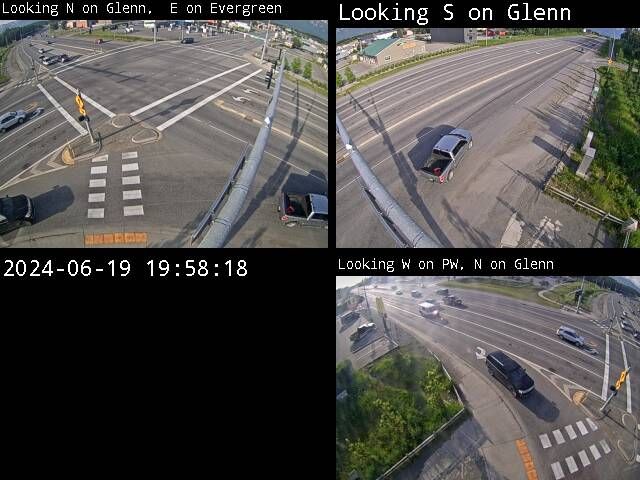 Looking N on Glenn,  E on Evergreen
Looking S on Glenn
2024-06-19 19:58:18
Looking W on PW, N on Glenn